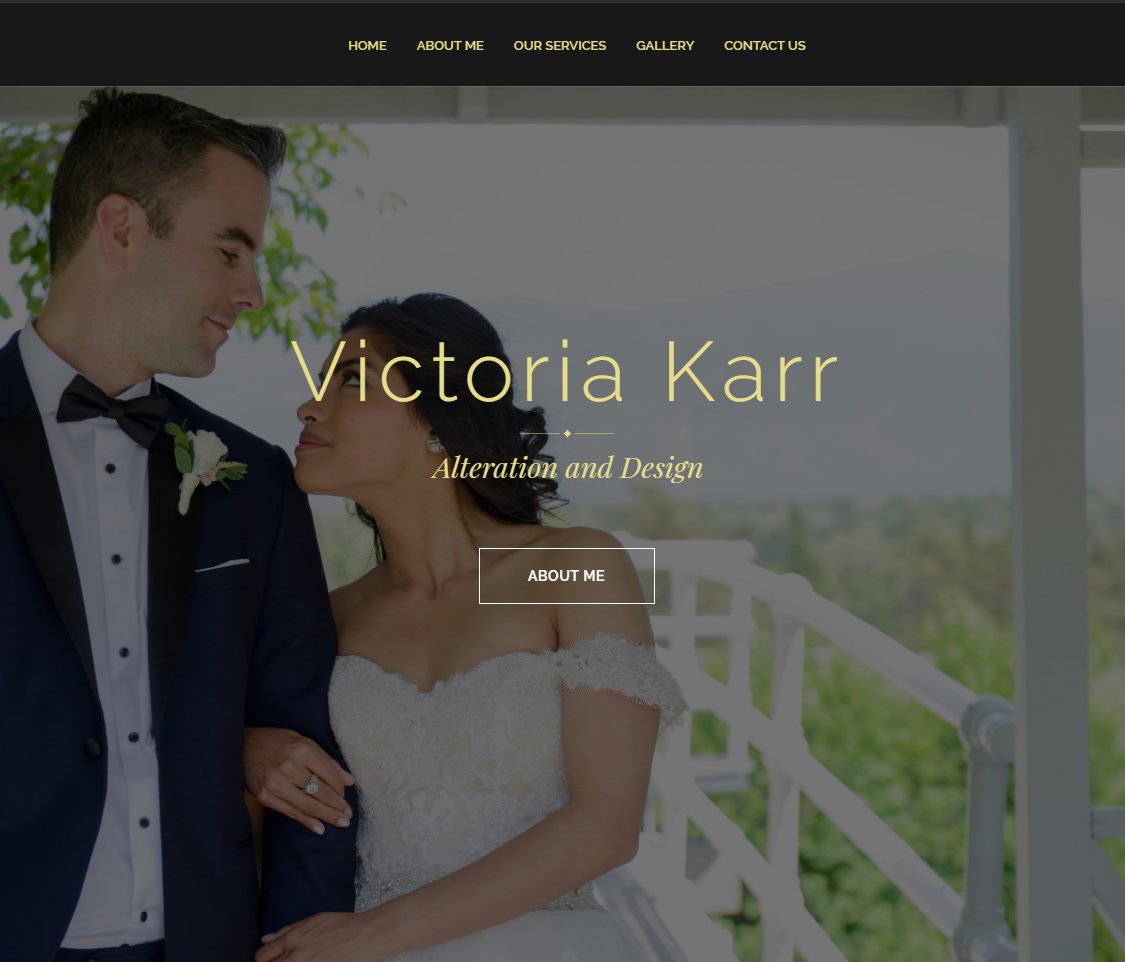 HOME ABOUT ME OUR SERVICES GALLERY CONTACT US
Victoria Karr
Alteration and Design
ABOUT ME